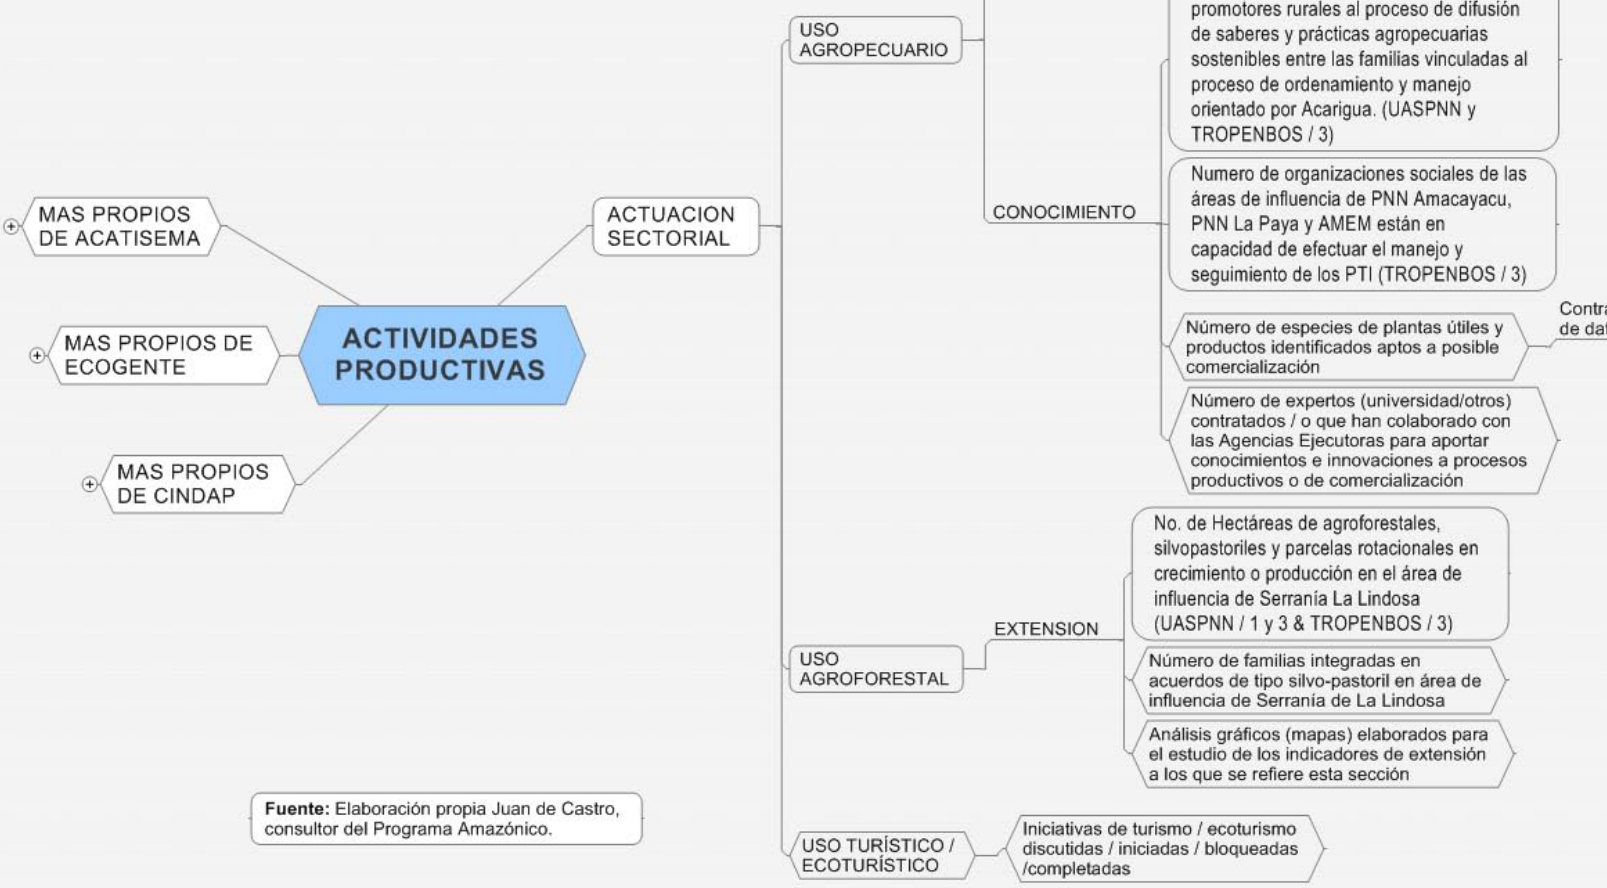 MAS PROPIOS
DE ACATISEMA
MAS PROPIOS DE
ECOGENTE
MAS PROPIOS
DE CINDAP
ACTIVIDADES
PRODUCTIVAS
ACTUACION
SECTORIAL
USO
AGROPECUARIO
promotores rurales al proceso de difusión
de saberes y prácticas agropecuarias
sostenibles entre las familias vinculadas al
proceso de ordenamiento y manejo
orientado por Acarigua. (UASPNN y
TROPENBOS / 3)
CONOCIMIENTO
Numero de organizaciones sociales de las
áreas de influencia de PNN Amacayacu,
PNN La Paya y AMEM están en
capacidad de efectuar el manejo y
seguimiento de los PTI (TROPENBOS / 3)
Número de especies de plantas útiles y
productos identificados aptos a posible
comercialización
Contra
de dat
Número de expertos (universidad/otros)
contratados / o que han colaborado con
las Agencias Ejecutoras para aportar
conocimientos e innovaciones a procesos
productivos o de comercialización
USO
AGROFORESTAL
EXTENSION
No. de Hectáreas de agroforestales,
silvopastoriles y parcelas rotacionales en
crecimiento o producción en el área de
influencia de Serranía La Lindosa
(UASPNN / 1 y 3 & TROPENBOS / 3)
Número de familias integradas en
acuerdos de tipo silvo-pastoril en área de
influencia de Serranía de La Lindosa
Análisis gráficos (mapas) elaborados para
el estudio de los indicadores de extensión
a los que se refiere esta sección
USO TURÍSTICO /
ECOTURÍSTICO
Iniciativas de turismo / ecoturismo
discutidas / iniciadas / bloqueadas
/completadas
Fuente: Elaboración propia Juan de Castro,
consultor del Programa Amazónico.